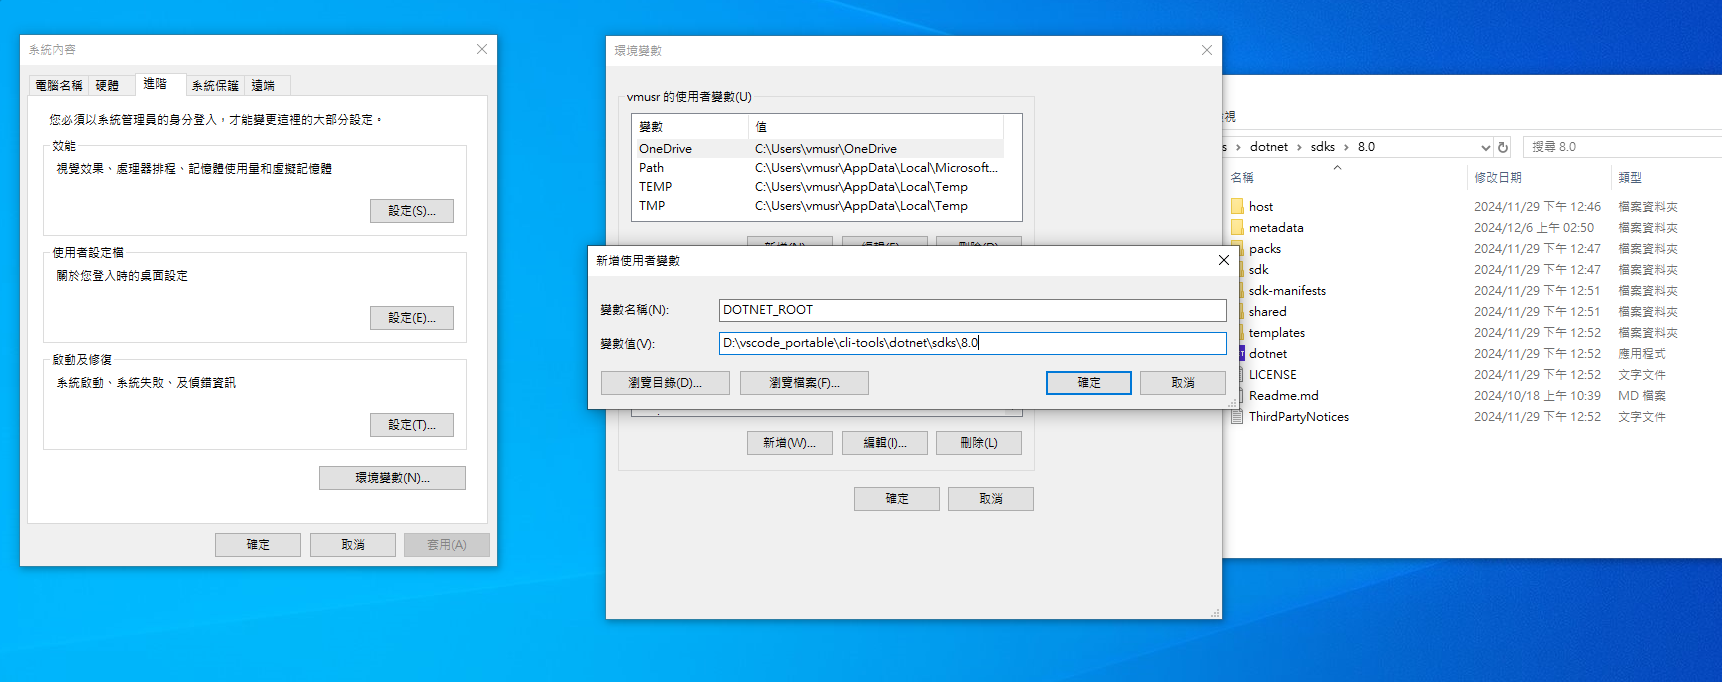 系統內容
電腦名稱 硬體 進階 系統保護 遠端
您必須以系統管理員的身分登入，才能變更這裡的大部分設定。
效能
視覺效果、處理器排程、記憶體使用量和虛擬記憶體
設定(S)...
使用者設定檔
關於您登入時的桌面設定
設定(E)...
啟動及修復
系統啟動、系統失敗、及偵錯資訊
設定(T)...
環境變數(N)...
確定 取消 套用(A)
環境變數
vmusr 的使用者變數(U)
變數 值
OneDrive C:\Users\vmusr\OneDrive
Path C:\Users\vmusr\AppData\Local\Microsoft...
TEMP C:\Users\vmusr\AppData\Local\Temp
TMP C:\Users\vmusr\AppData\Local\Temp
新增使用者變數
變數名稱(N): DOTNET_ROOT
變數值(V): D:\vscode_portable\cli-tools\dotnet\sdks\8.0
瀏覽目錄(D)... 瀏覽檔案(F)... 確定 取消
新增(W)... 編輯(I)... 刪除(L)
確定 取消
視
s › dotnet › sdks › 8.0 搜尋 8.0
名稱 修改日期 類型
host 2024/11/29 下午 12:46 檔案資料夾
metadata 2024/12/6 上午 02:50 檔案資料夾
packs 2024/11/29 下午 12:47 檔案資料夾
sdk 2024/11/29 下午 12:47 檔案資料夾
sdk-manifests 2024/11/29 下午 12:51 檔案資料夾
shared 2024/11/29 下午 12:51 檔案資料夾
templates 2024/11/29 下午 12:52 檔案資料夾
dotnet 2024/11/29 下午 12:52 應用程式
LICENSE 2024/11/29 下午 12:52 文字文件
Readme.md 2024/10/18 上午 10:39 MD 檔案
ThirdPartyNotices 2024/11/29 下午 12:52 文字文件